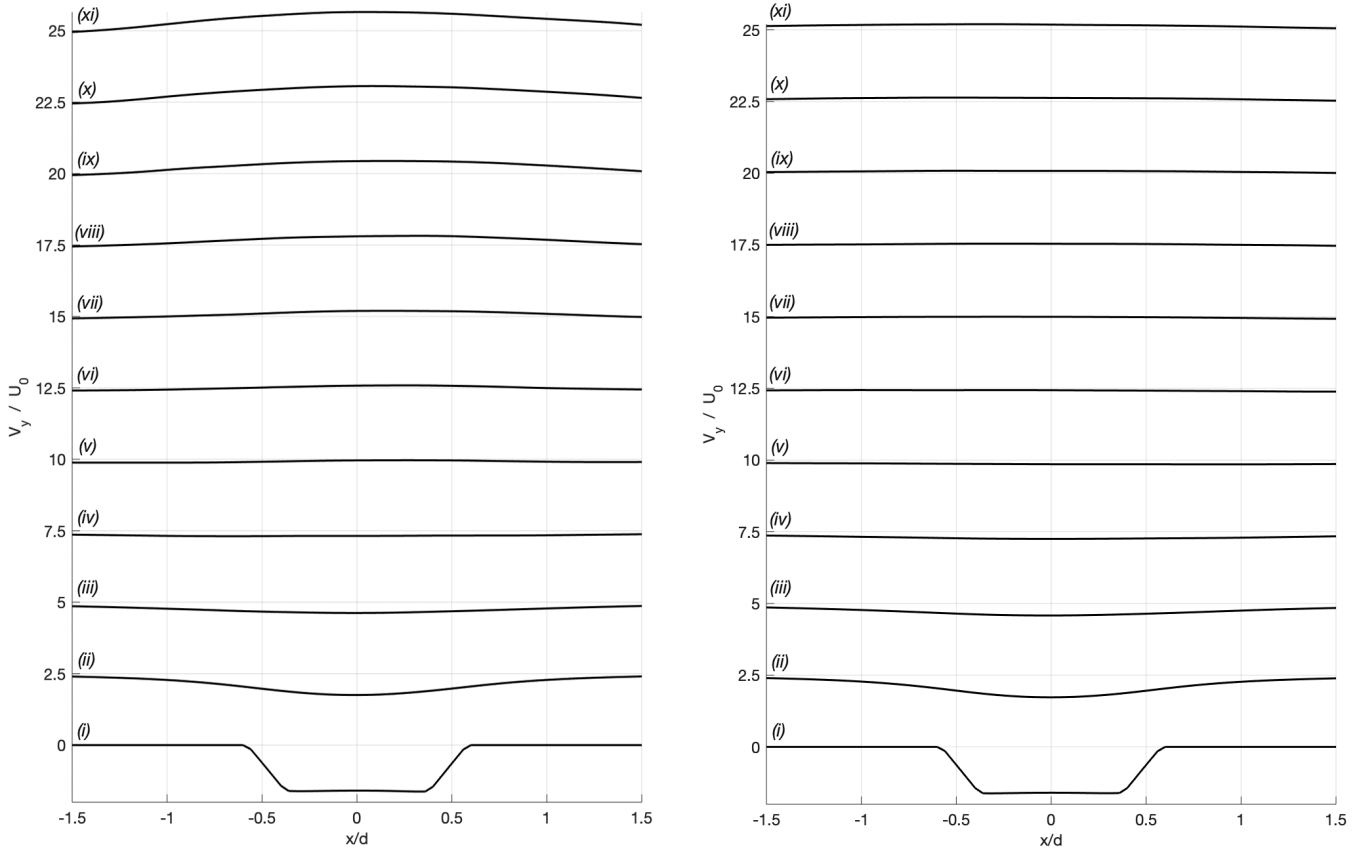 (xi)
25
(x)
22.5
(ix)
20
(viii)
17.5
(vii)
15
(vi)
12.5
(v)
10
(iv)
7.5
(iii)
5
(ii)
2.5
(i)
0
V_y / U_0
-1.5 -1 -0.5 0 0.5 1 1.5
x/d
(xi)
25
(x)
22.5
(ix)
20
(viii)
17.5
(vii)
15
(vi)
12.5
(v)
10
(iv)
7.5
(iii)
5
(ii)
2.5
(i)
0
V_y / U_0
-1.5 -1 -0.5 0 0.5 1 1.5
x/d